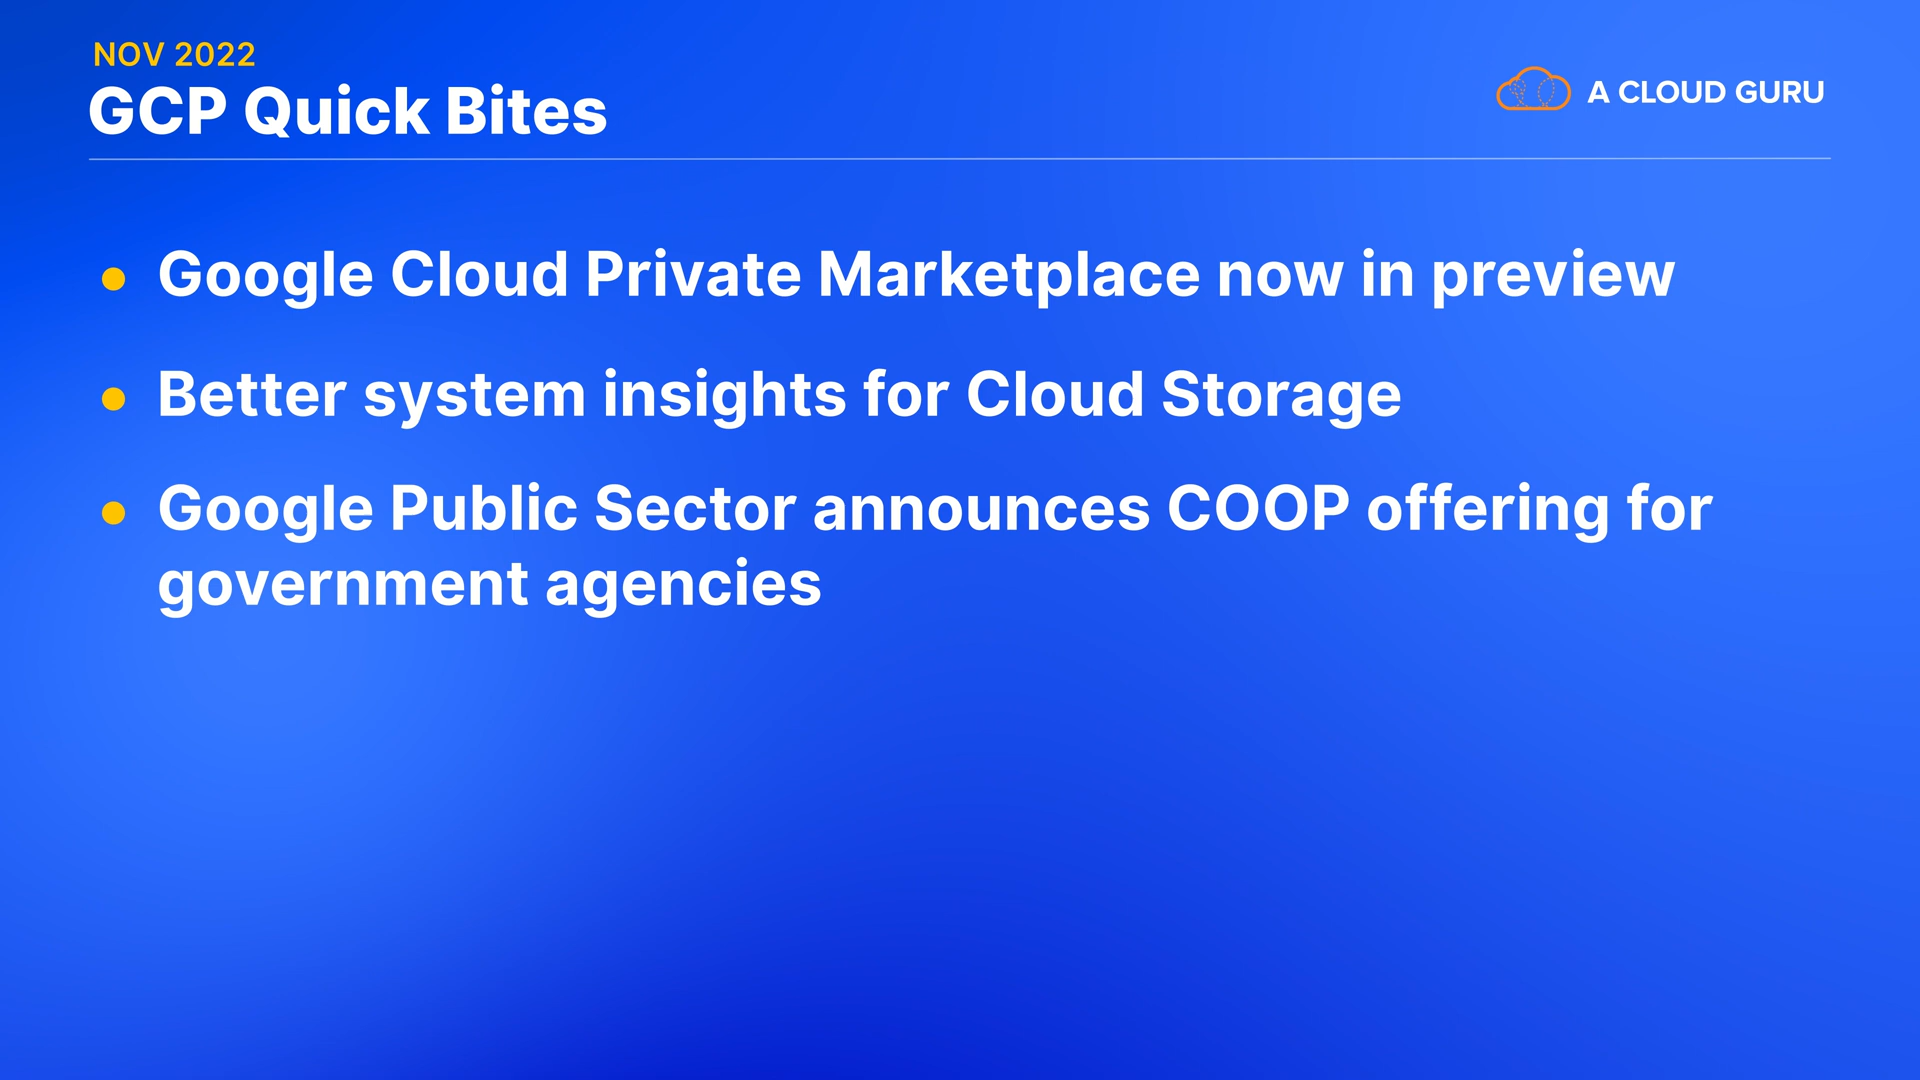 NOV 2022
GCP Quick Bites
A CLOUD GURU
• Google Cloud Private Marketplace now in preview
• Better system insights for Cloud Storage
• Google Public Sector announces COOP offering for
government agencies